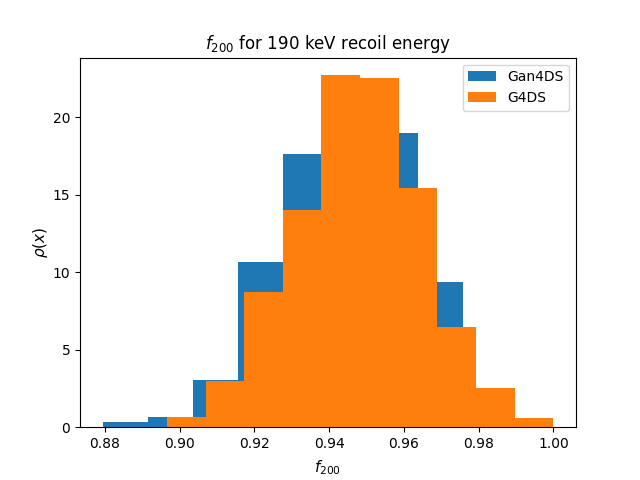 f₂₀₀ for 190 keV recoil energy
Gan4DS
G4DS
ρ(x)
20
15
10
5
0
0.88 0.90 0.92 0.94 0.96 0.98 1.00
f₂₀₀